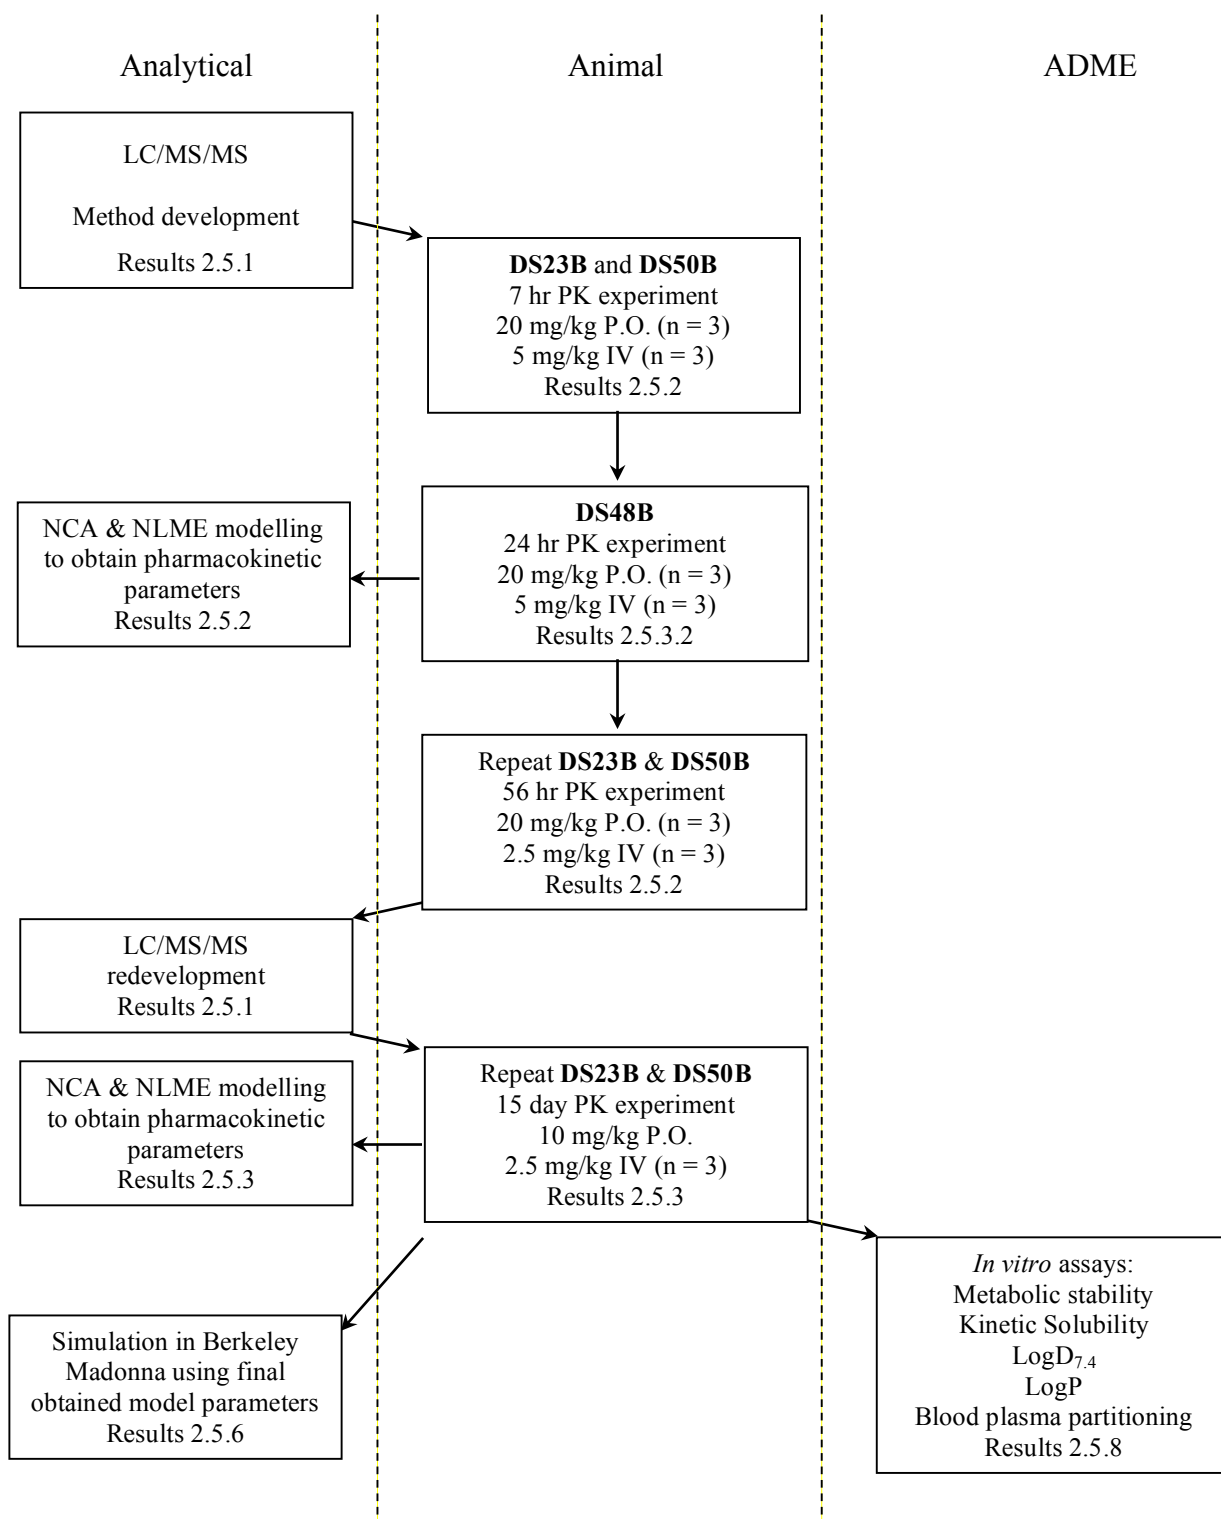 Analytical
Animal
ADME
LC/MS/MS
Method development
Results 2.5.1
DS23B and DS50B
7 hr PK experiment
20 mg/kg P.O. (n = 3)
5 mg/kg IV (n = 3)
Results 2.5.2
DS48B
24 hr PK experiment
20 mg/kg P.O. (n = 3)
5 mg/kg IV (n = 3)
Results 2.5.3.2
NCA & NLME modelling
to obtain pharmacokinetic
parameters
Results 2.5.2
Repeat DS23B & DS50B
56 hr PK experiment
20 mg/kg P.O. (n = 3)
2.5 mg/kg IV (n = 3)
Results 2.5.2
LC/MS/MS
redevelopment
Results 2.5.1
Repeat DS23B & DS50B
15 day PK experiment
10 mg/kg P.O.
2.5 mg/kg IV (n = 3)
Results 2.5.3
NCA & NLME modelling
to obtain pharmacokinetic
parameters
Results 2.5.3
In vitro assays:
Metabolic stability
Kinetic Solubility
LogD7.4
LogP
Blood plasma partitioning
Results 2.5.8
Simulation in Berkeley
Madonna using final
obtained model parameters
Results 2.5.6